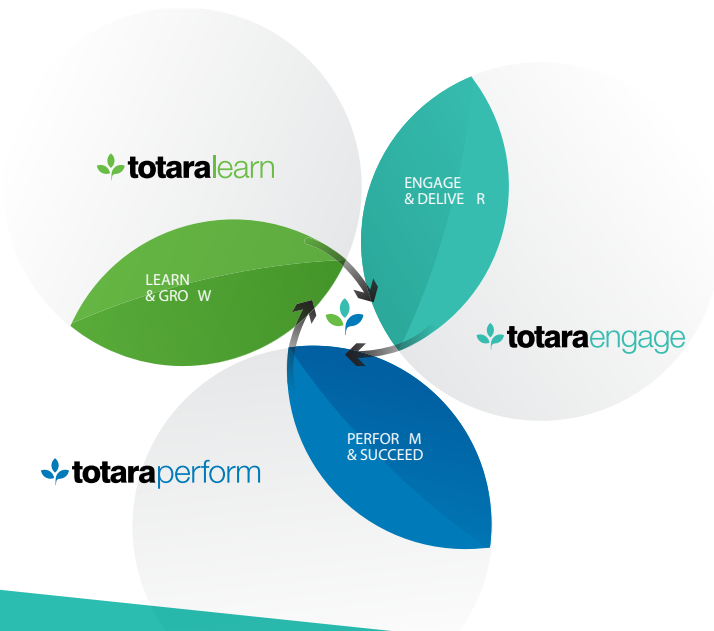 totaralearn
ENGAGE
& DELIVE R
LEARN
& GRO W
totaraengage
PERFOR M
& SUCCEED
totaraperform